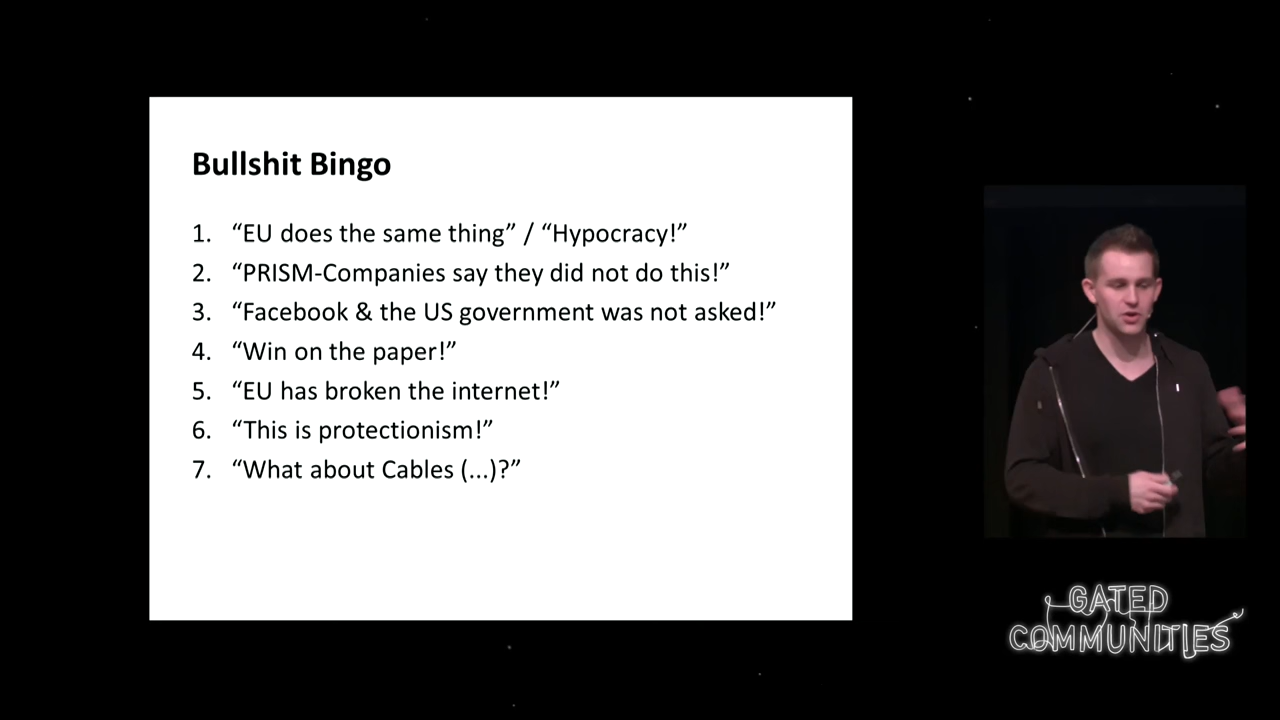 Bullshit Bingo
1. “EU does the same thing” / “Hypocracy!”
2. “PRISM-Companies say they did not do this!”
3. “Facebook & the US government was not asked!”
4. “Win on the paper!”
5. “EU has broken the internet!”
6. “This is protectionism!”
7. “What about Cables (...)?”
GATED
COMMUNITIES